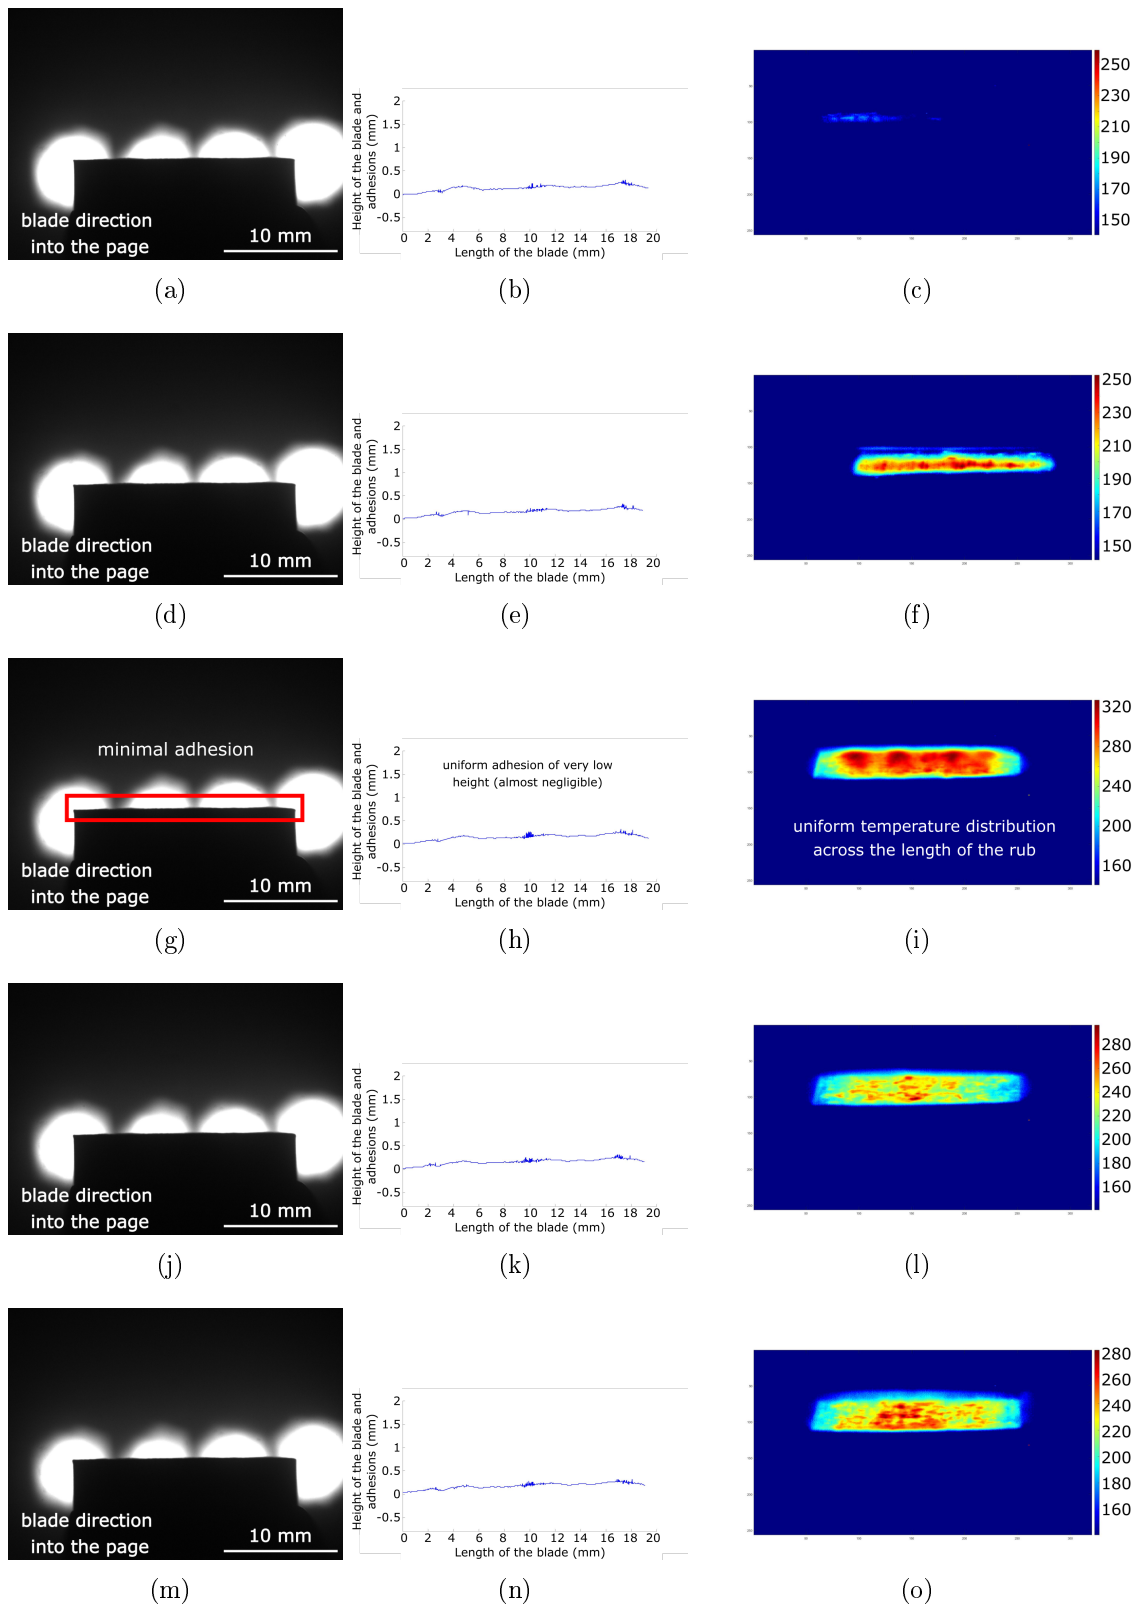 blade direction
into the page
10 mm
Height of the blade and
adhesions (mm)
2
1.5
1
0.5
0
-0.5
0 2 4 6 8 10 12 14 16 18 20
Length of the blade (mm)
250
230
210
190
170
150
(a)
(b)
(c)
blade direction
into the page
10 mm
Height of the blade and
adhesions (mm)
2
1.5
1
0.5
0
-0.5
0 2 4 6 8 10 12 14 16 18 20
Length of the blade (mm)
250
230
210
190
170
150
(d)
(e)
(f)
minimal adhesion
blade direction
into the page
10 mm
Height of the blade and
adhesions (mm)
2
1.5
1
0.5
0
-0.5
uniform adhesion of very low
height (almost negligible)
0 2 4 6 8 10 12 14 16 18 20
Length of the blade (mm)
uniform temperature distribution
across the length of the rub
320
280
240
200
160
(g)
(h)
(i)
blade direction
into the page
10 mm
Height of the blade and
adhesions (mm)
2
1.5
1
0.5
0
-0.5
0 2 4 6 8 10 12 14 16 18 20
Length of the blade (mm)
280
260
240
220
200
180
160
(j)
(k)
(l)
blade direction
into the page
10 mm
Height of the blade and
adhesions (mm)
2
1.5
1
0.5
0
-0.5
0 2 4 6 8 10 12 14 16 18 20
Length of the blade (mm)
280
260
240
220
200
180
160
(m)
(n)
(o)